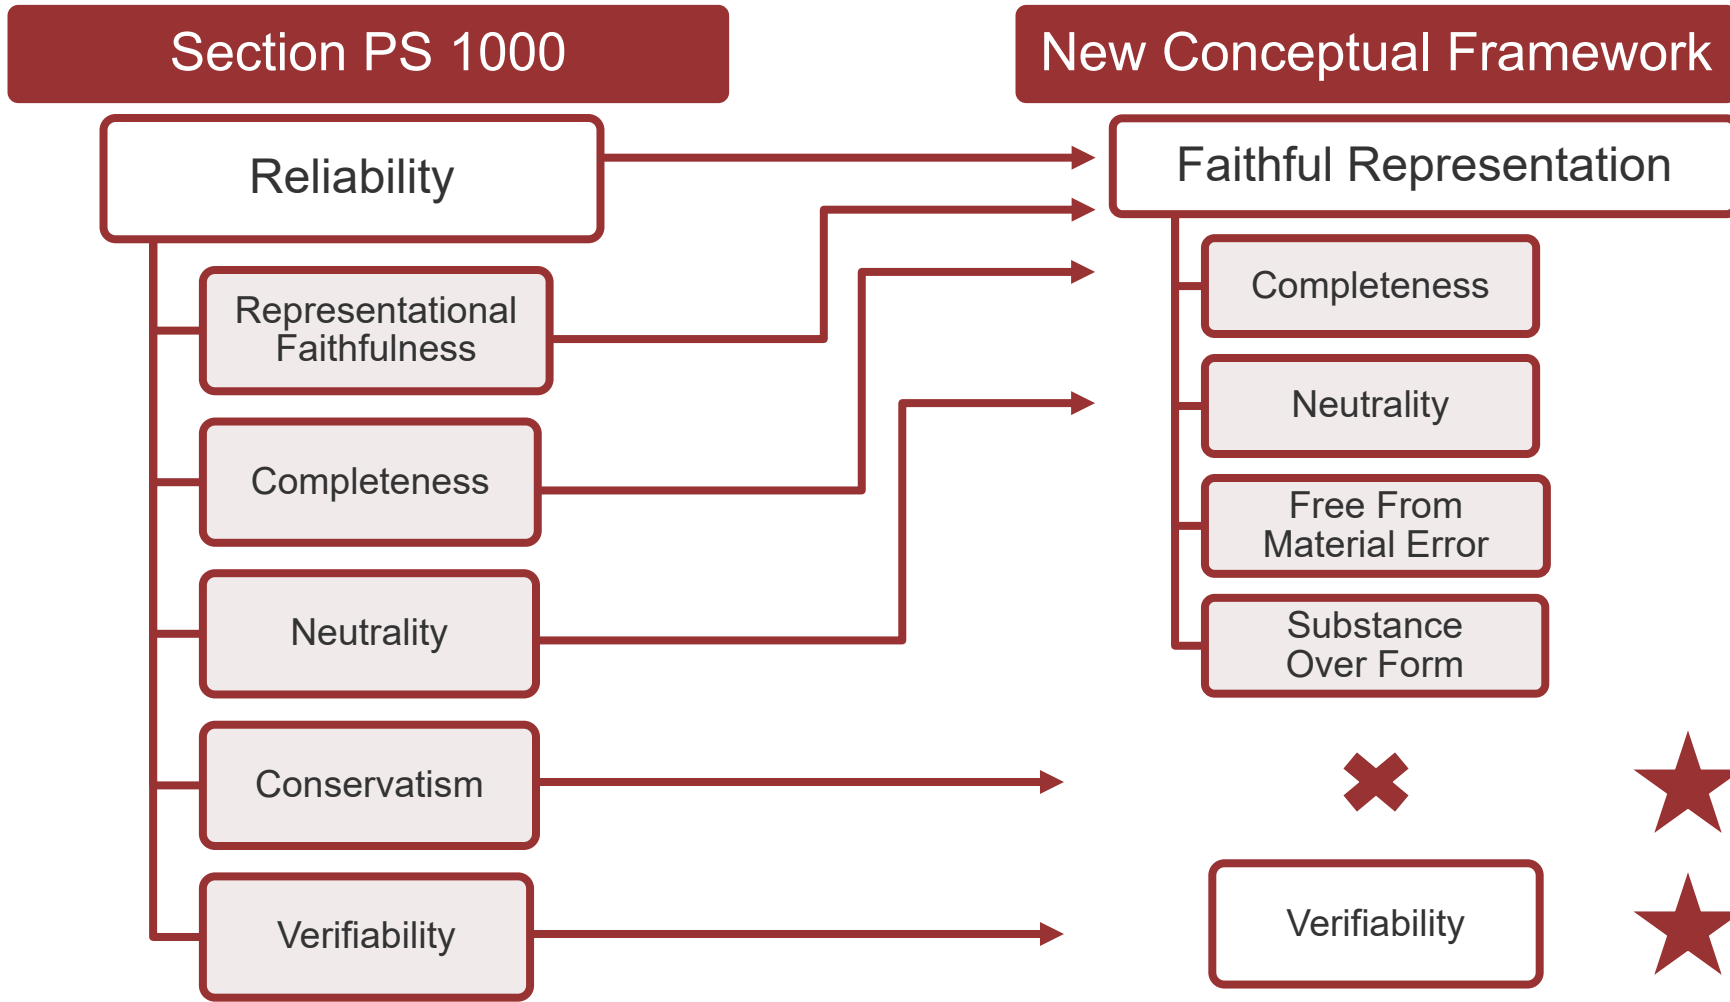 Section PS 1000
Reliability
Representational
Faithfulness
Completeness
Neutrality
Conservatism
Verifiability
New Conceptual Framework
Faithful Representation
Completeness
Neutrality
Free From
Material Error
Substance
Over Form
Verifiability